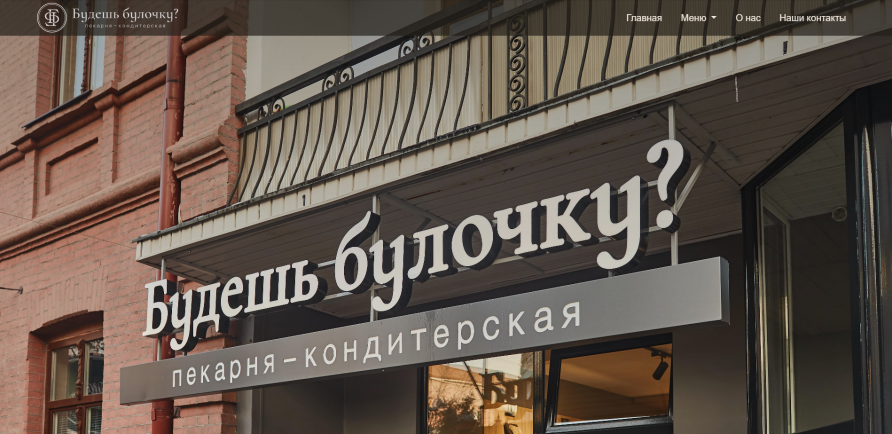 Будешь булочку?
пекарня-кондитерская
Главная Меню О нас Наши контакты
Будешь булочку?
пекарня–кондитерская